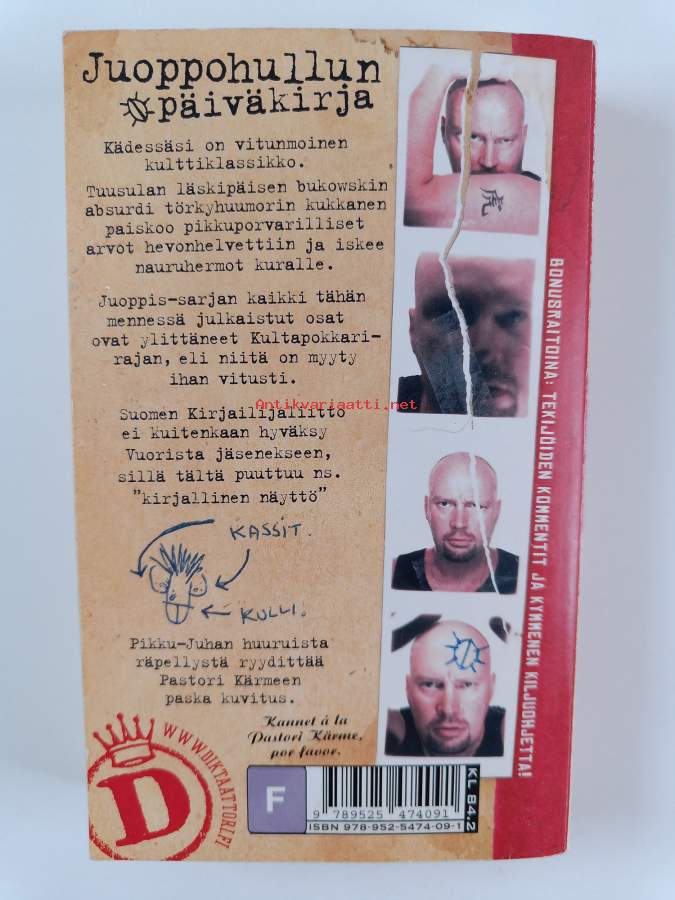 Juoppohullun
päiväkirja
Kädessäsi on vitunmoinen
kulttiklassikko.
Tuusulan läskipäisen bukowskin
absurdi törkyhuumorin kukkanen
paiskoo pikkuporvarilliset
arvot hevonhelvettiin ja iskee
nauruhermot kuralle.
Juoppis-sarjan kaikki tähän
mennessä julkaistut osat
ovat ylittäneet Kultapokkari-
rajan, eli niitä on myyty
ihan vitusti.
Antikvariaatti.net
Suomen Kirjailijaliitto
ei kuitenkaan hyväksy
Vuorista jäsenekseen,
sillä tältä puuttuu ns.
"kirjallinen näyttö"
KASSIT.
KULLI.
Pikku-Juhan huuruista
räpellystä ryydittää
Pastori Kärmeen
paska kuvitus.
Kannet á la
Pastori Kärme,
por favor.
WWW.DIKTAATTORI.FI
D
F
9 789525 474091
ISBN 978-952-5474-09-1
KL 84.2
虎
BONUSRAITOINA: TEKIJÖIDEN KOMMENTIT JA KYMMENEN KILJUOHJETTA!